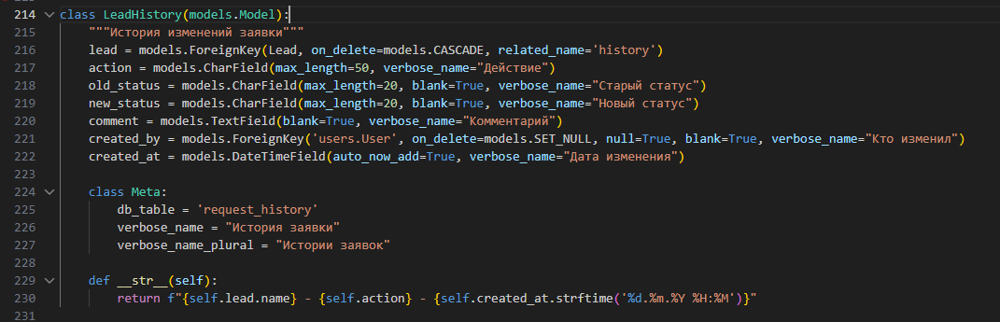 214 class LeadHistory(models.Model):
215     """История изменений заявки"""
216     lead = models.ForeignKey(Lead, on_delete=models.CASCADE, related_name='history')
217     action = models.CharField(max_length=50, verbose_name="Действие")
218     old_status = models.CharField(max_length=20, blank=True, verbose_name="Старый статус")
219     new_status = models.CharField(max_length=20, blank=True, verbose_name="Новый статус")
220     comment = models.TextField(blank=True, verbose_name="Комментарий")
221     created_by = models.ForeignKey('users.User', on_delete=models.SET_NULL, null=True, blank=True, verbose_name="Кто изменил")
222     created_at = models.DateTimeField(auto_now_add=True, verbose_name="Дата изменения")
223
224     class Meta:
225         db_table = 'request_history'
226         verbose_name = "История заявки"
227         verbose_name_plural = "Истории заявок"
228
229     def __str__(self):
230         return f"{self.lead.name} - {self.action} - {self.created_at.strftime('%d.%m.%Y %H:%M')}"
231